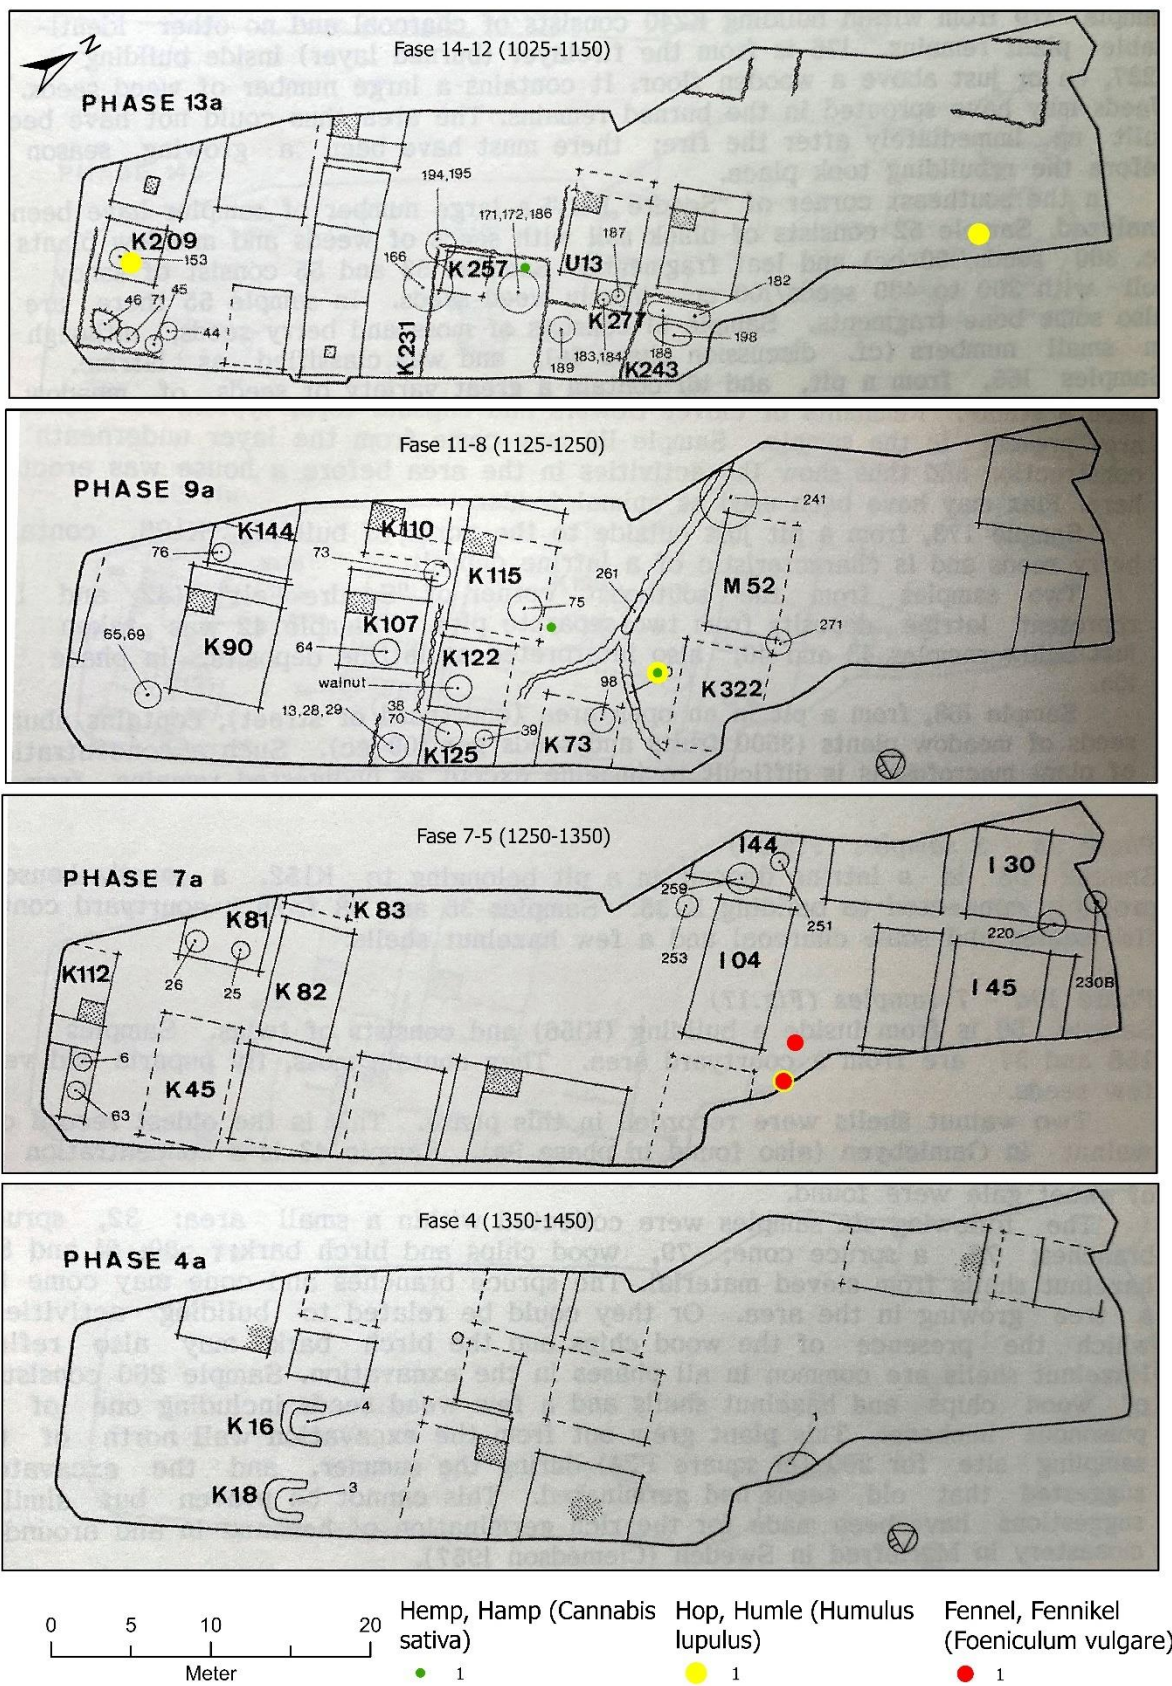 Fase 14-12 (1025-1150)
N
PHASE 13a
194,195
171,172,186
187
K209
153
166
K257
U13
182
45
46 71
44
K231
K277
198
183,184
188
189
K243
Fase 11-8 (1125-1250)
PHASE 9a
241
K144
K110
76
73
K115
261
M 52
75
K107
271
65,69
K90
64
K122
walnut
98
K322
13,28,29
38
70
39
K125
K 73
Fase 7-5 (1250-1350)
PHASE 7a
I44
I 30
259
K81
K 83
251
220
253
K112
I 04
I 45
230B
26
25
K 82
6
K45
63
Fase 4 (1350-1450)
PHASE 4a
4
K16
1
K18
3
0 10 20
5
Meter
Hemp, Hamp (Cannabis
sativa)
1
Hop, Humle (Humulus
lupulus)
1
Fennel, Fennikel
(Foeniculum vulgare)
1